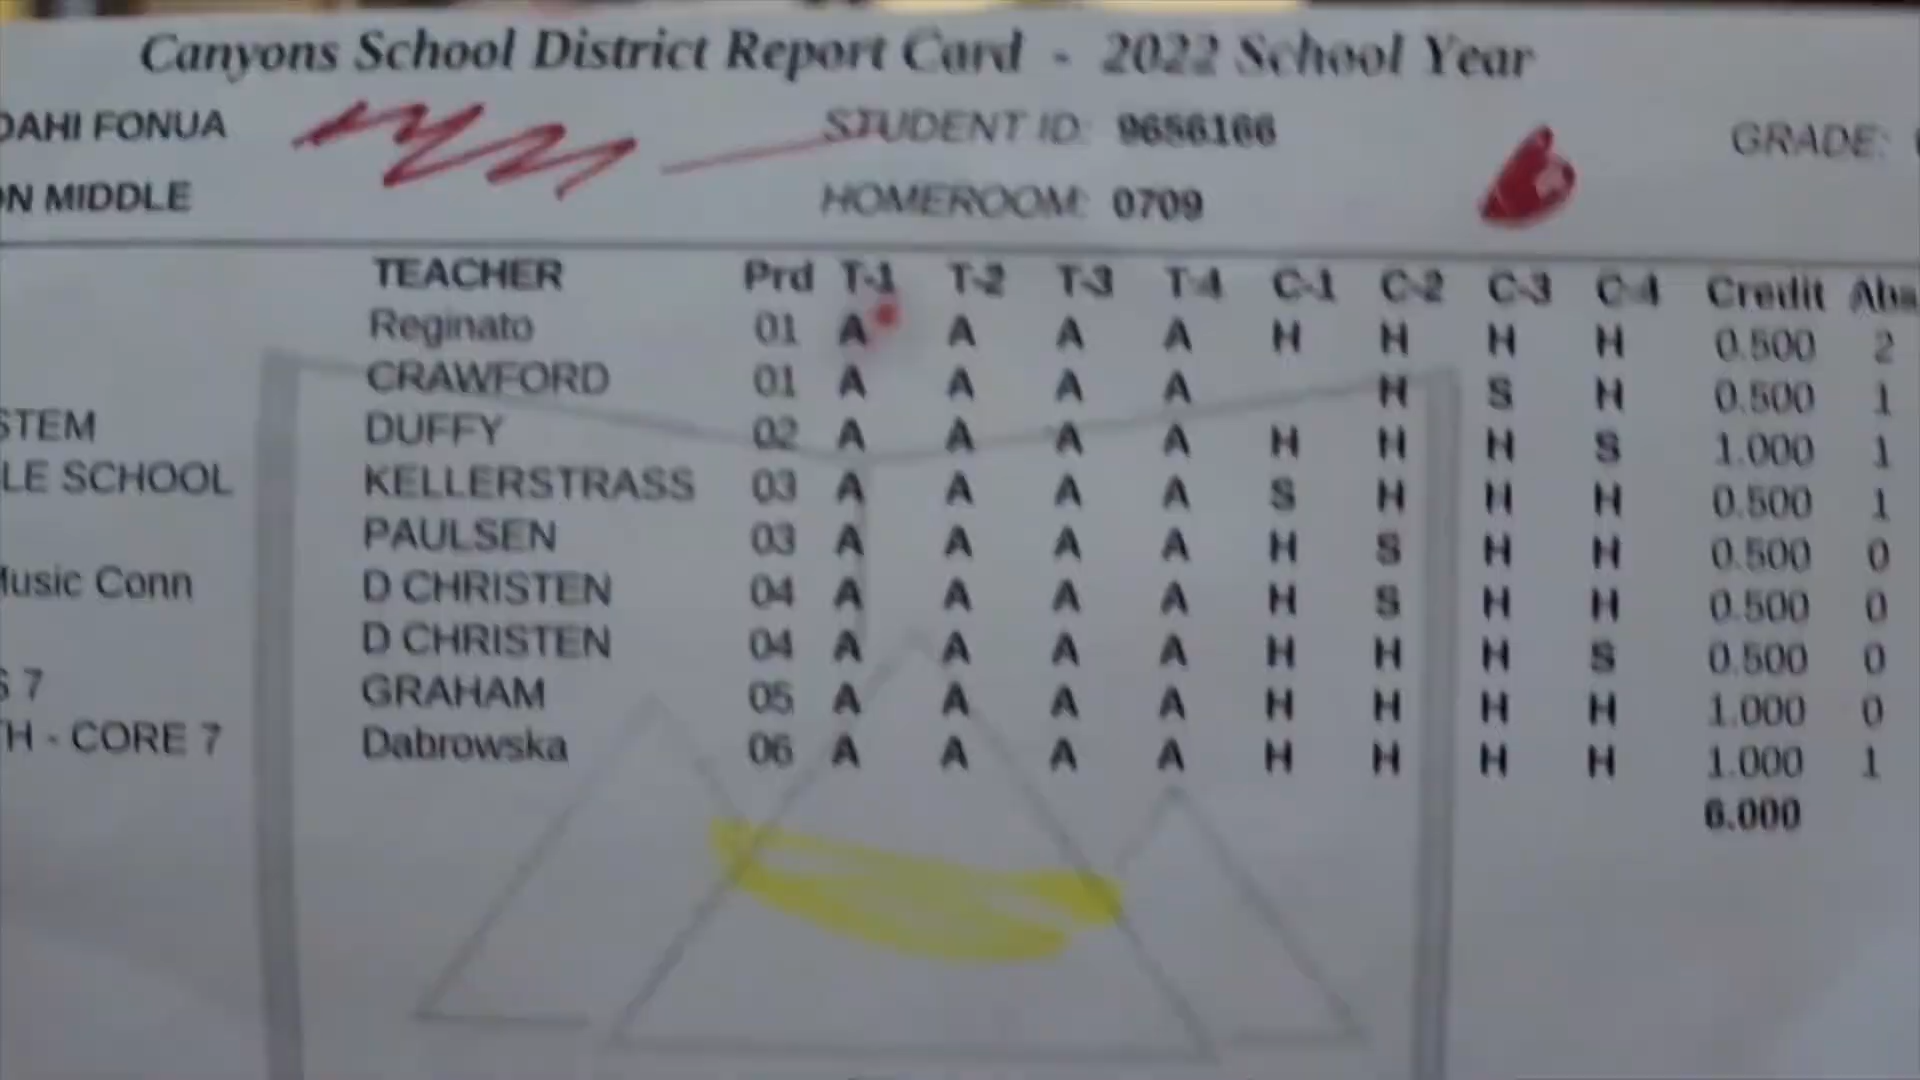 Canyons School District Report Card - 2022 School Year
DAHI FONUA STUDENT ID: 9656166 GRADE:
ON MIDDLE HOMEROOM: 0709
TEACHER Prd T-1 T-2 T-3 T-4 C-1 C-2 C-3 C-4 Credit Abs
Reginato 01 A A A A H H H H 0.500 2
CRAWFORD 01 A A A A H S H 0.500 1
STEM DUFFY 02 A A A A H H H S 1.000 1
LE SCHOOL KELLERSTRASS 03 A A A A S H H H 0.500 1
PAULSEN 03 A A A A H S H H 0.500 0
Music Conn D CHRISTEN 04 A A A A H S H H 0.500 0
D CHRISTEN 04 A A A A H H H S 0.500 0
S 7 GRAHAM 05 A A A A H H H H 1.000 0
TH - CORE 7 Dabrowska 06 A A A A H H H H 1.000 1
6.000